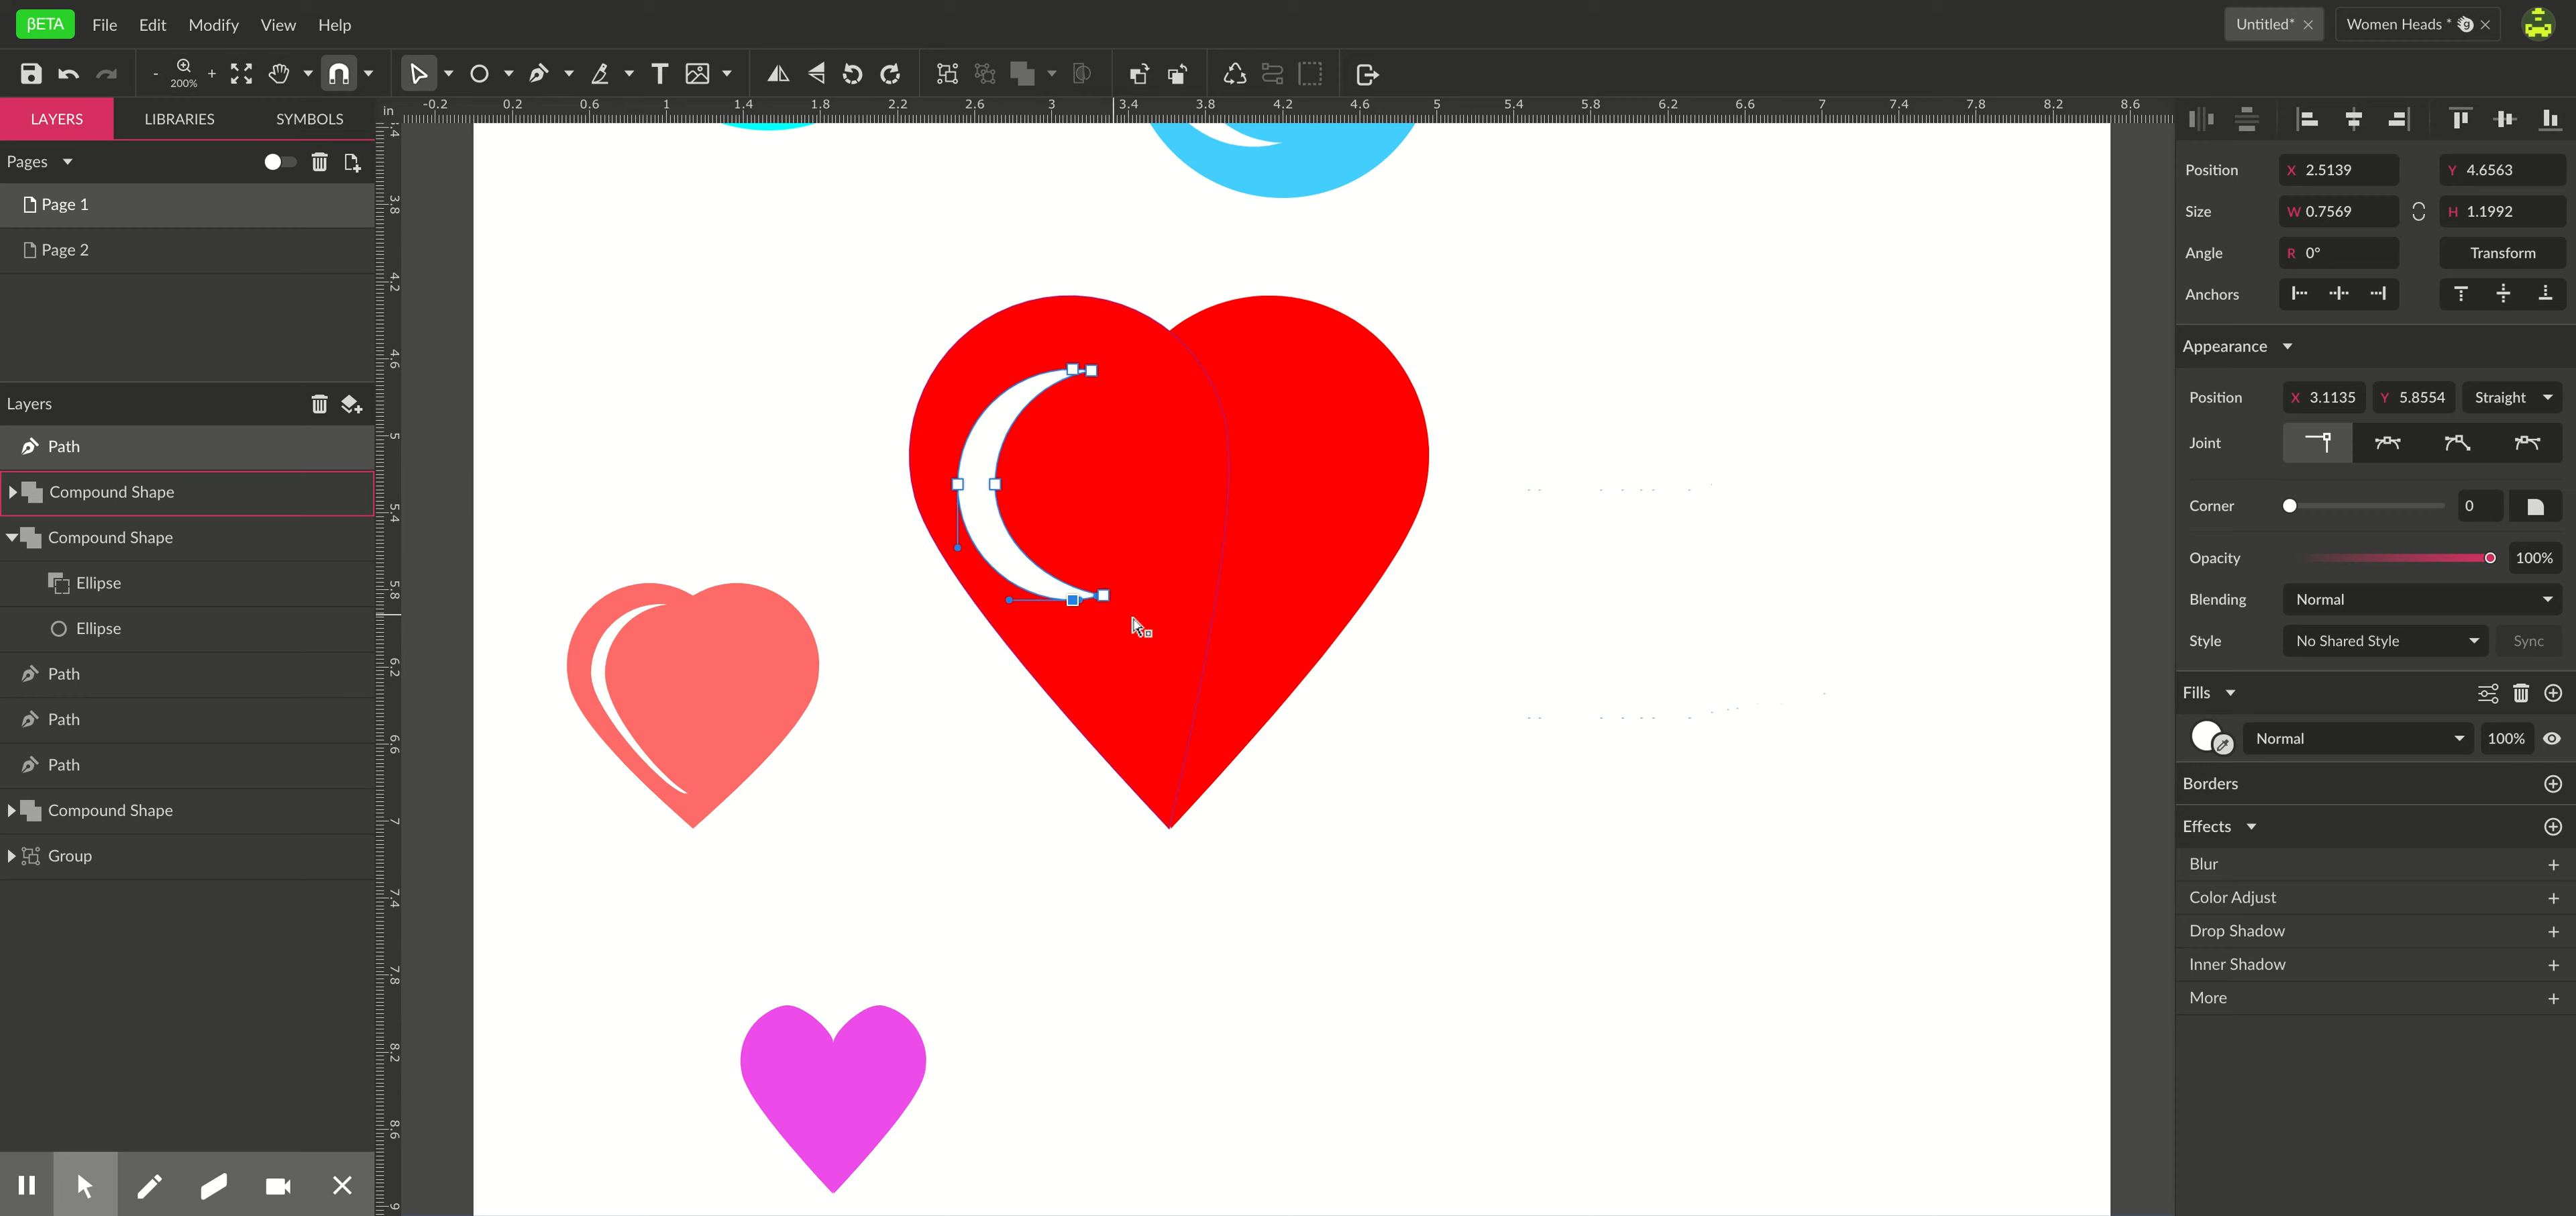 βETA File Edit Modify View Help Untitled* Women Heads *
- 200% +
LAYERS LIBRARIES SYMBOLS
in -0.2 0.2 0.6 1 1.4 1.8 2.2 2.6 3 3.4 3.8 4.2 4.6 5 5.4 5.8 6.2 6.6 7 7.4 7.8 8.2 8.6
Pages
Page 1
Page 2
Layers
Path
Compound Shape
Compound Shape
Ellipse
Ellipse
Path
Path
Path
Compound Shape
Group
3.8
4.2
4.6
5
5.4
5.8
6.2
6.6
7
7.4
7.8
8.2
8.6
9
Position X 2.5139 Y 4.6563
Size W 0.7569 H 1.1992
Angle R 0° Transform
Anchors
Appearance
Position X 3.1135 Y 5.8554 Straight
Joint
Corner 0
Opacity 100%
Blending Normal
Style No Shared Style Sync
Fills
Normal 100%
Borders
Effects
Blur +
Color Adjust +
Drop Shadow +
Inner Shadow +
More +